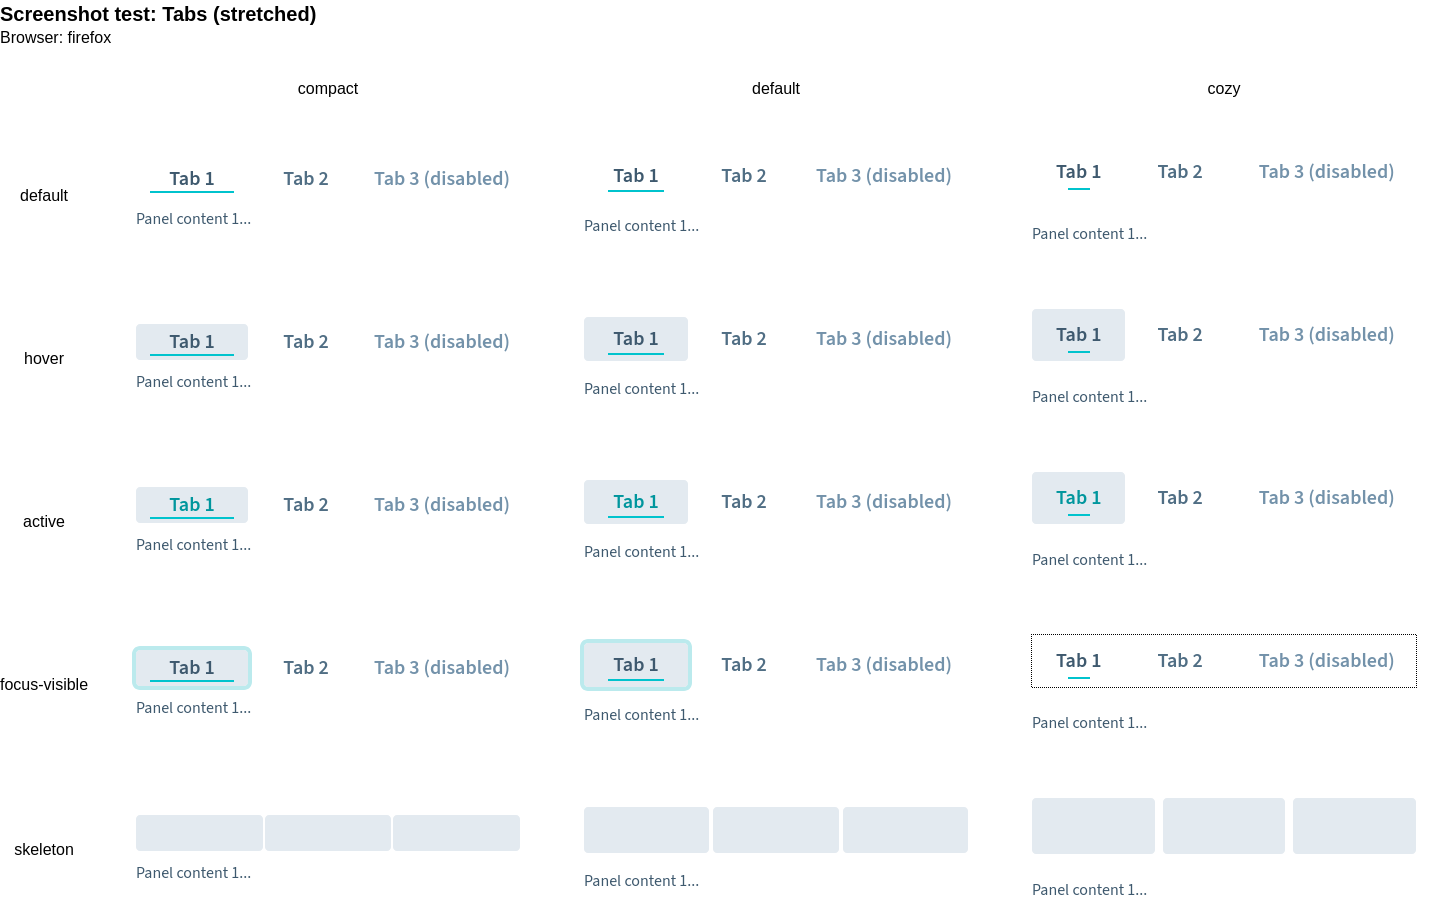 Screenshot test: Tabs (stretched)
Browser: firefox
compact default cozy
default Tab 1 Tab 2 Tab 3 (disabled) Tab 1 Tab 2 Tab 3 (disabled) Tab 1 Tab 2 Tab 3 (disabled)
Panel content 1... Panel content 1... Panel content 1...
hover Tab 1 Tab 2 Tab 3 (disabled) Tab 1 Tab 2 Tab 3 (disabled) Tab 1 Tab 2 Tab 3 (disabled)
Panel content 1... Panel content 1... Panel content 1...
active Tab 1 Tab 2 Tab 3 (disabled) Tab 1 Tab 2 Tab 3 (disabled) Tab 1 Tab 2 Tab 3 (disabled)
Panel content 1... Panel content 1... Panel content 1...
focus-visible Tab 1 Tab 2 Tab 3 (disabled) Tab 1 Tab 2 Tab 3 (disabled) Tab 1 Tab 2 Tab 3 (disabled)
Panel content 1... Panel content 1... Panel content 1...
skeleton
Panel content 1... Panel content 1... Panel content 1...